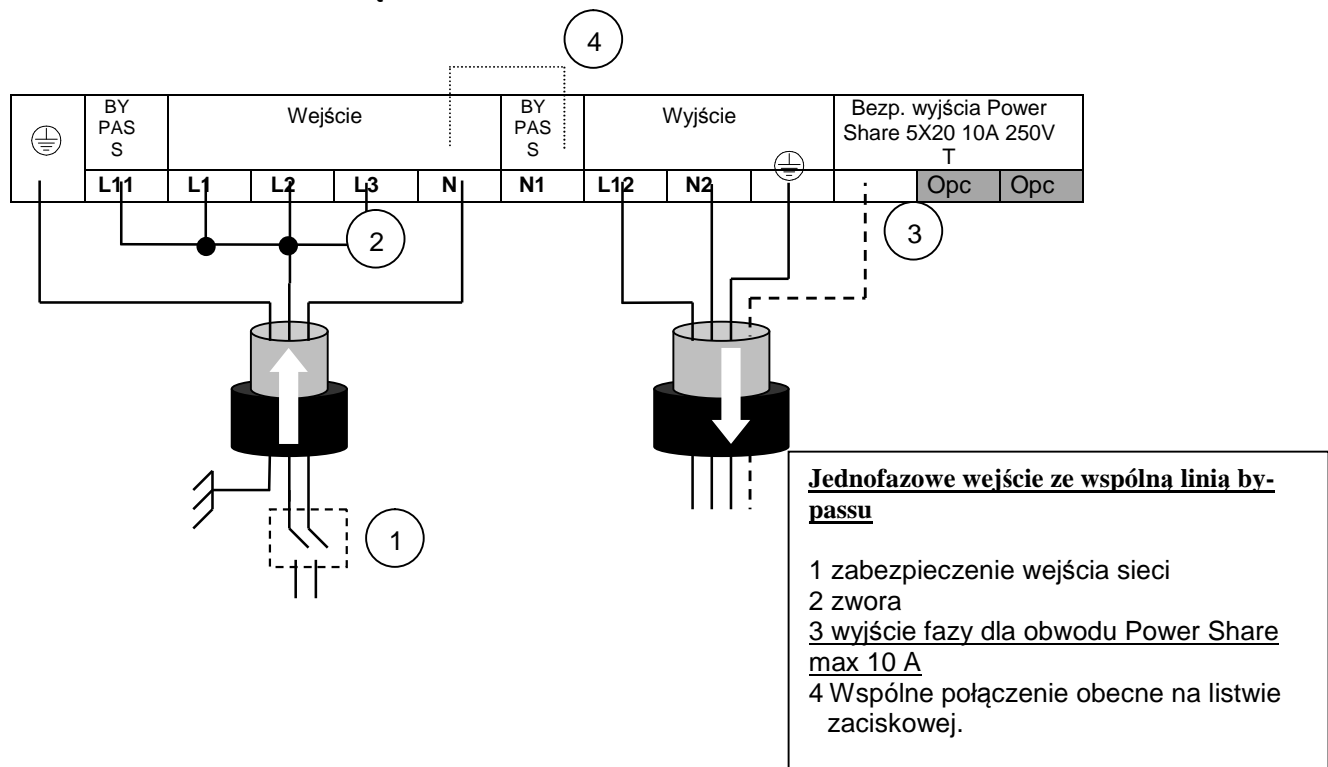 4
BY
PAS
S
Wejście
BY
PAS
S
Wyjście
Bezp. wyjścia Power
Share 5X20 10A 250V
T
L11 L1 L2 L3 N N1 L12 N2 Opc Opc
2
3
1
Jednofazowe wejście ze wspólną linią by-
passu
1 zabezpieczenie wejścia sieci
2 zwora
3 wyjście fazy dla obwodu Power Share
max 10 A
4 Wspólne połączenie obecne na listwie
zaciskowej.